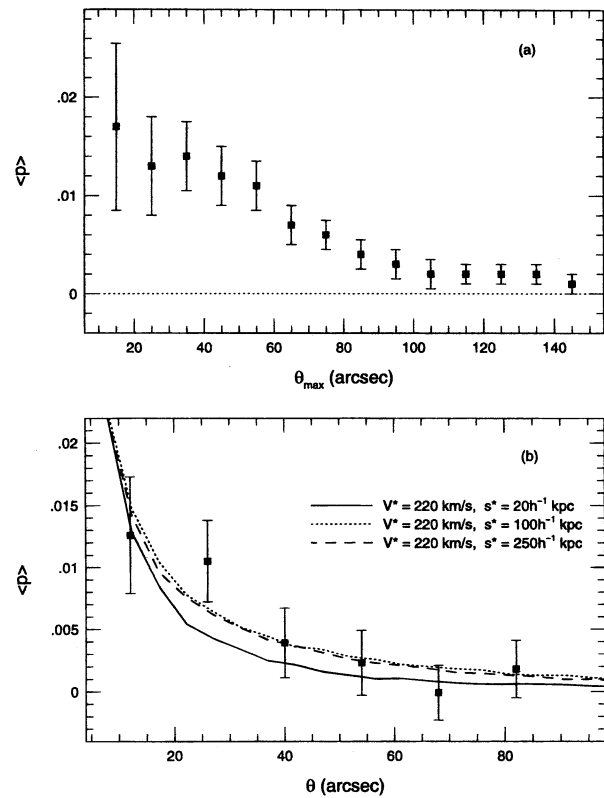 (a)
.02
.01
0
<p>
20 40 60 80 100 120 140
θmax (arcsec)
(b)
.02
.015
.01
.005
0
<p>
V* = 220 km/s, s* = 20h⁻¹ kpc
V* = 220 km/s, s* = 100h⁻¹ kpc
V* = 220 km/s, s* = 250h⁻¹ kpc
20 40 60 80
θ (arcsec)